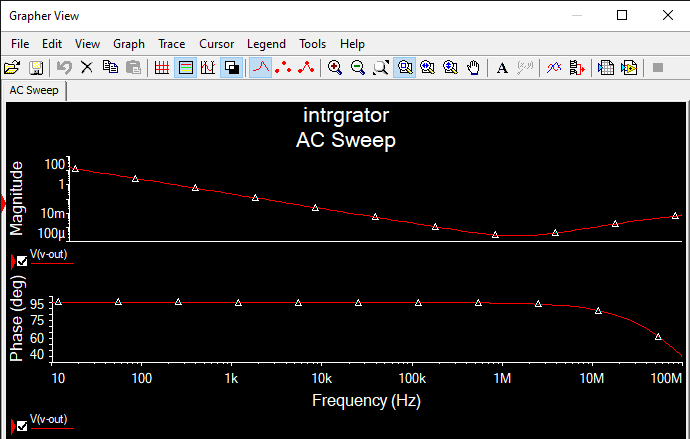 Grapher View
File Edit View Graph Trace Cursor Legend Tools Help
A
AC Sweep
intrgrator
AC Sweep
Magnitude
100
1
10m
100µ
V(v-out)
Phase (deg)
95
75
60
40
10 100 1k 10k 100k 1M 10M 100M
Frequency (Hz)
V(v-out)